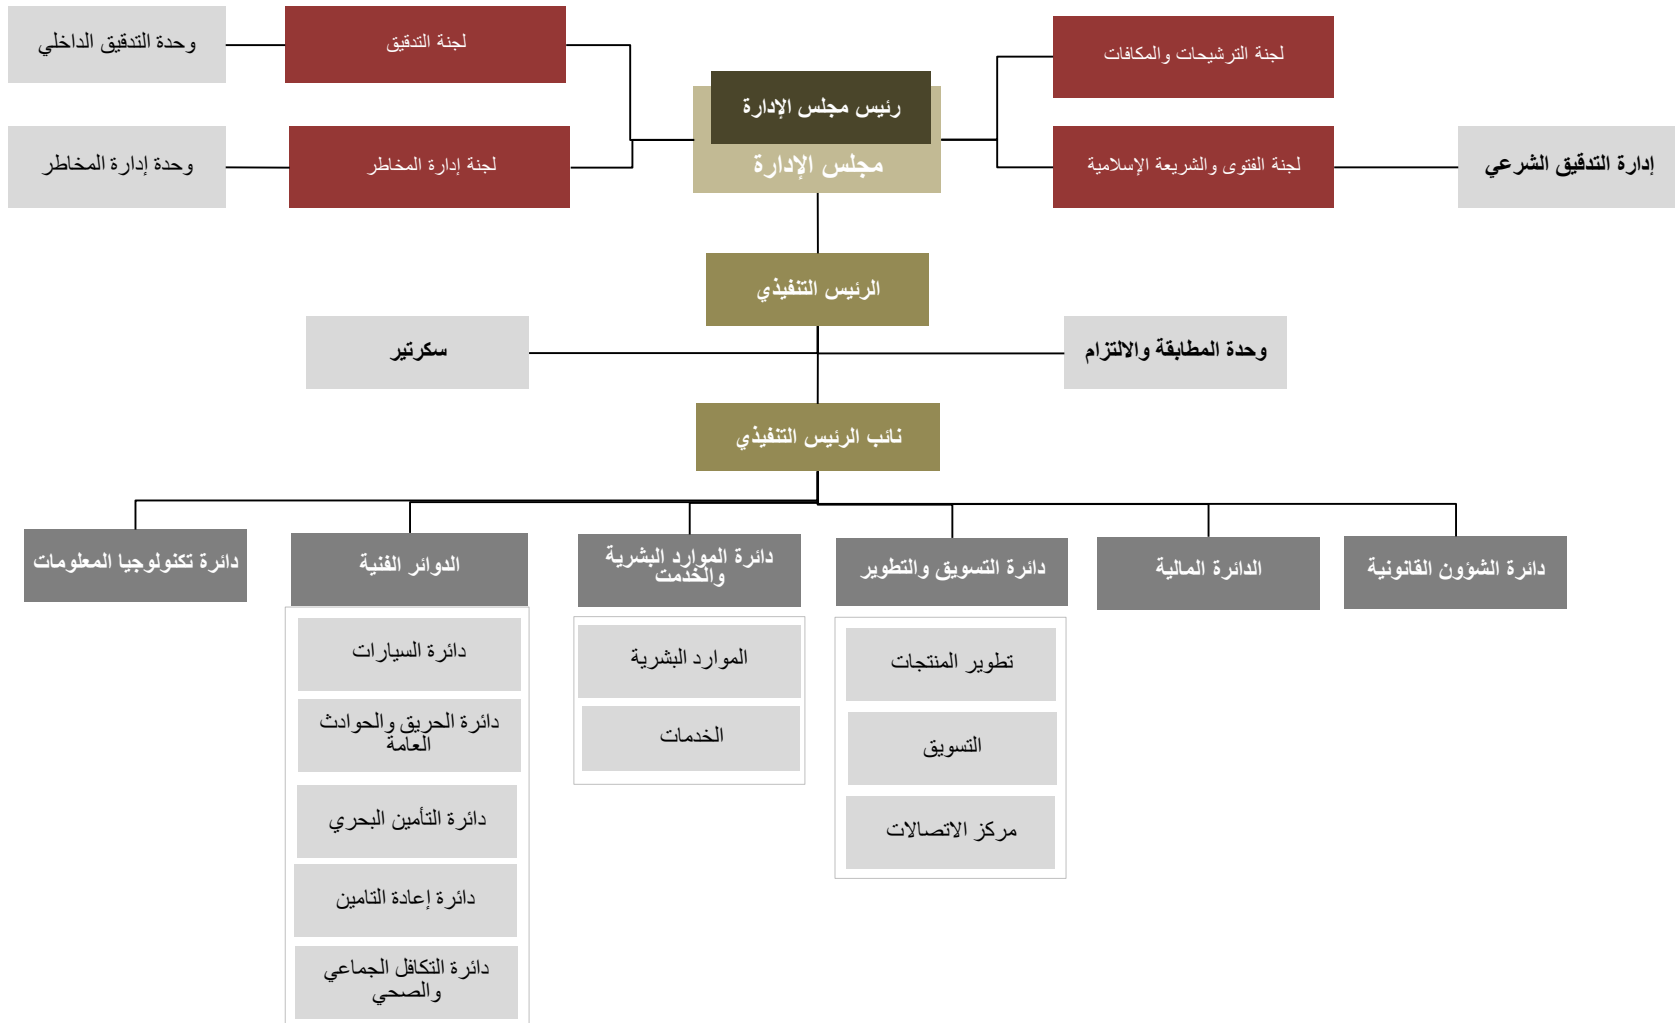 لجنة الترشيحات والمكافات
لجنة التدقيق
وحدة التدقيق الداخلي
رئيس مجلس الإدارة
مجلس الإدارة
إدارة التدقيق الشرعي
لجنة الفتوى والشريعة الإسلامية
لجنة إدارة المخاطر
وحدة إدارة المخاطر
الرئيس التنفيذي
وحدة المطابقة والالتزام
سكرتير
نائب الرئيس التنفيذي
دائرة الشؤون القانونية
الدائرة المالية
دائرة التسويق والتطوير
تطوير المنتجات
التسويق
مركز الاتصالات
دائرة الموارد البشرية
والخدمت
الموارد البشرية
الخدمات
الدوائر الفنية
دائرة السيارات
دائرة الحريق والحوادث
العامة
دائرة التأمين البحري
دائرة إعادة التامين
دائرة التكافل الجماعي
والصحي
دائرة تكنولوجيا المعلومات